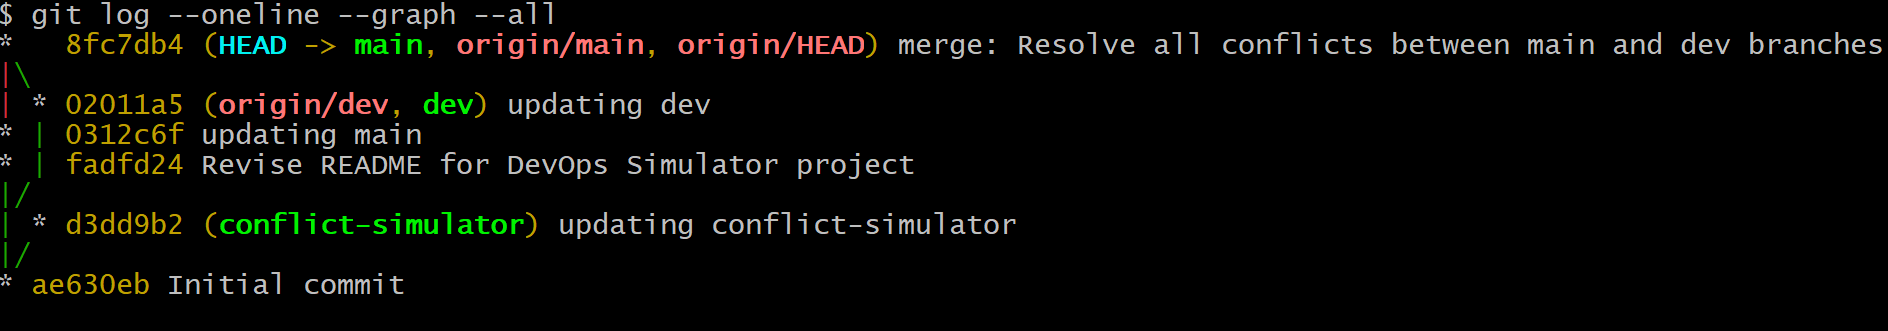 $ git log --oneline --graph --all
*   8fc7db4 (HEAD -> main, origin/main, origin/HEAD) merge: Resolve all conflicts between main and dev branches
|\
| * 02011a5 (origin/dev, dev) updating dev
* | 0312c6f updating main
* | fadfd24 Revise README for DevOps Simulator project
|/
| * d3dd9b2 (conflict-simulator) updating conflict-simulator
|/
* ae630eb Initial commit